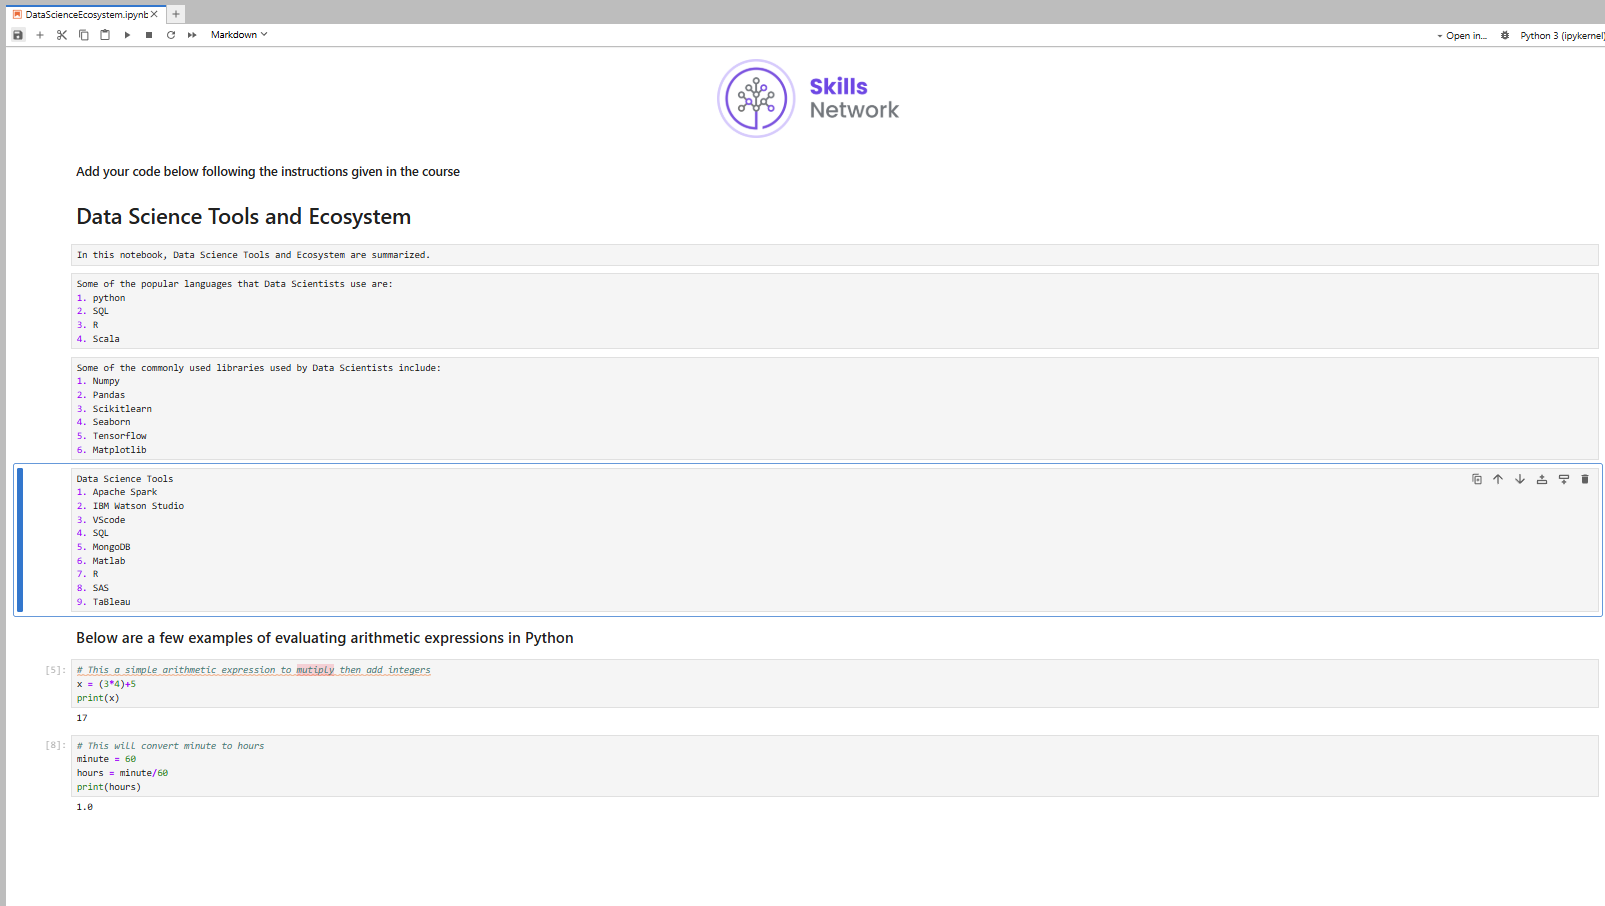 DataScienceEcosystem.ipynb
Markdown
Open in...
Python 3 (ipykernel)
Skills
Network
Add your code below following the instructions given in the course
Data Science Tools and Ecosystem
In this notebook, Data Science Tools and Ecosystem are summarized.
Some of the popular languages that Data Scientists use are:
1. python
2. SQL
3. R
4. Scala
Some of the commonly used libraries used by Data Scientists include:
1. Numpy
2. Pandas
3. Scikitlearn
4. Seaborn
5. Tensorflow
6. Matplotlib
Data Science Tools
1. Apache Spark
2. IBM Watson Studio
3. VScode
4. SQL
5. MongoDB
6. Matlab
7. R
8. SAS
9. TaBleau
Below are a few examples of evaluating arithmetic expressions in Python
[5]: # This a simple arithmetic expression to mutiply then add integers
x = (3*4)+5
print(x)
17
[8]: # This will convert minute to hours
minute = 60
hours = minute/60
print(hours)
1.0